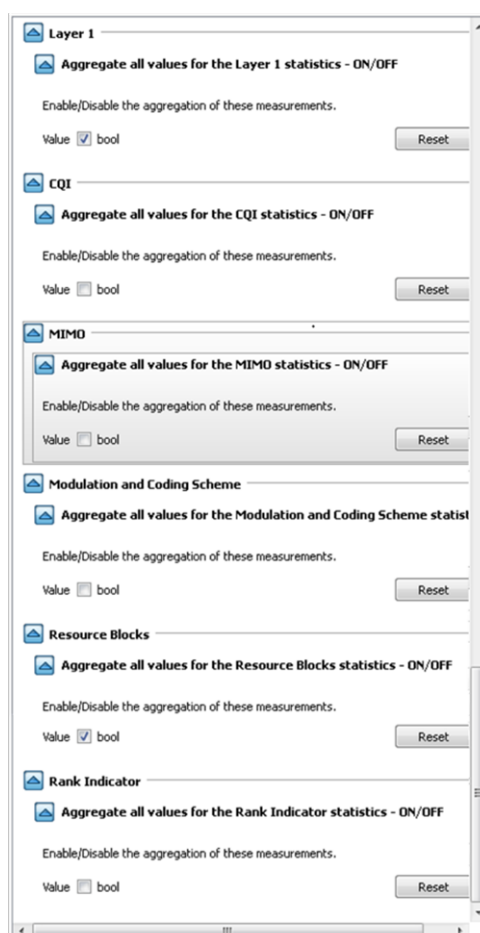 Layer 1
Aggregate all values for the Layer 1 statistics - ON/OFF
Enable/Disable the aggregation of these measurements.
Value bool Reset
CQI
Aggregate all values for the CQI statistics - ON/OFF
Enable/Disable the aggregation of these measurements.
Value bool Reset
MIMO
Aggregate all values for the MIMO statistics - ON/OFF
Enable/Disable the aggregation of these measurements.
Value bool Reset
Modulation and Coding Scheme
Aggregate all values for the Modulation and Coding Scheme statist
Enable/Disable the aggregation of these measurements.
Value bool Reset
Resource Blocks
Aggregate all values for the Resource Blocks statistics - ON/OFF
Enable/Disable the aggregation of these measurements.
Value bool Reset
Rank Indicator
Aggregate all values for the Rank Indicator statistics - ON/OFF
Enable/Disable the aggregation of these measurements.
Value bool Reset